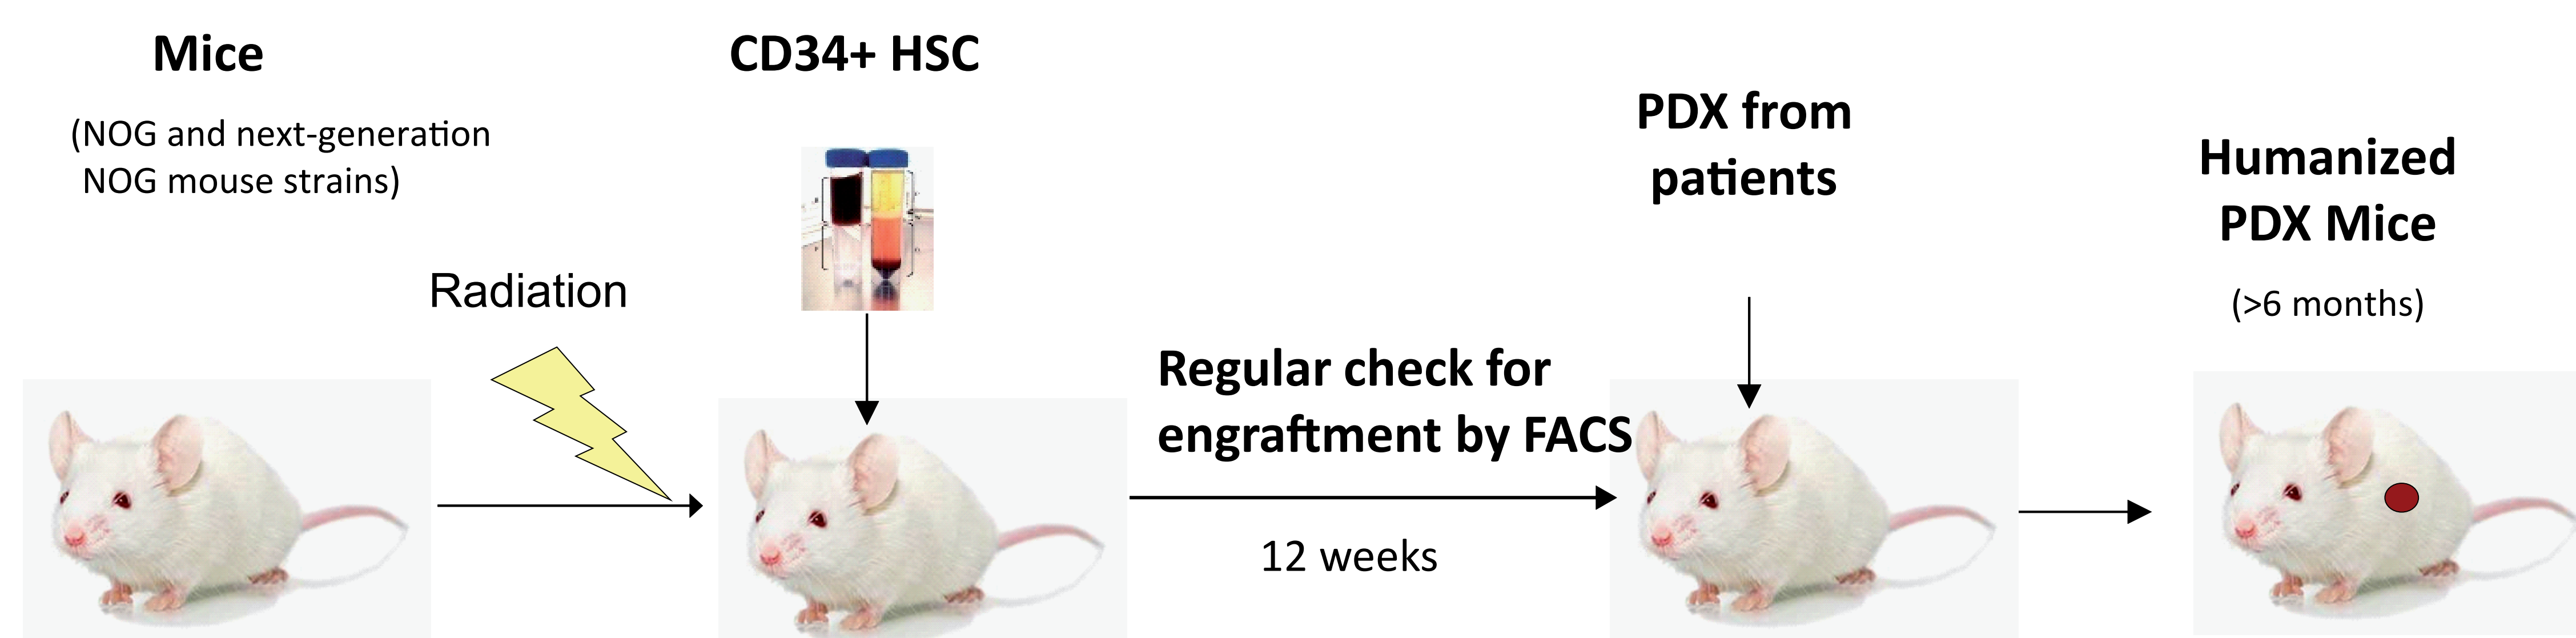 Mice
(NOG and next-generation
NOG mouse strains)
Radiation
CD34+ HSC
Regular check for
engraftment by FACS
12 weeks
PDX from
patients
Humanized
PDX Mice
(>6 months)